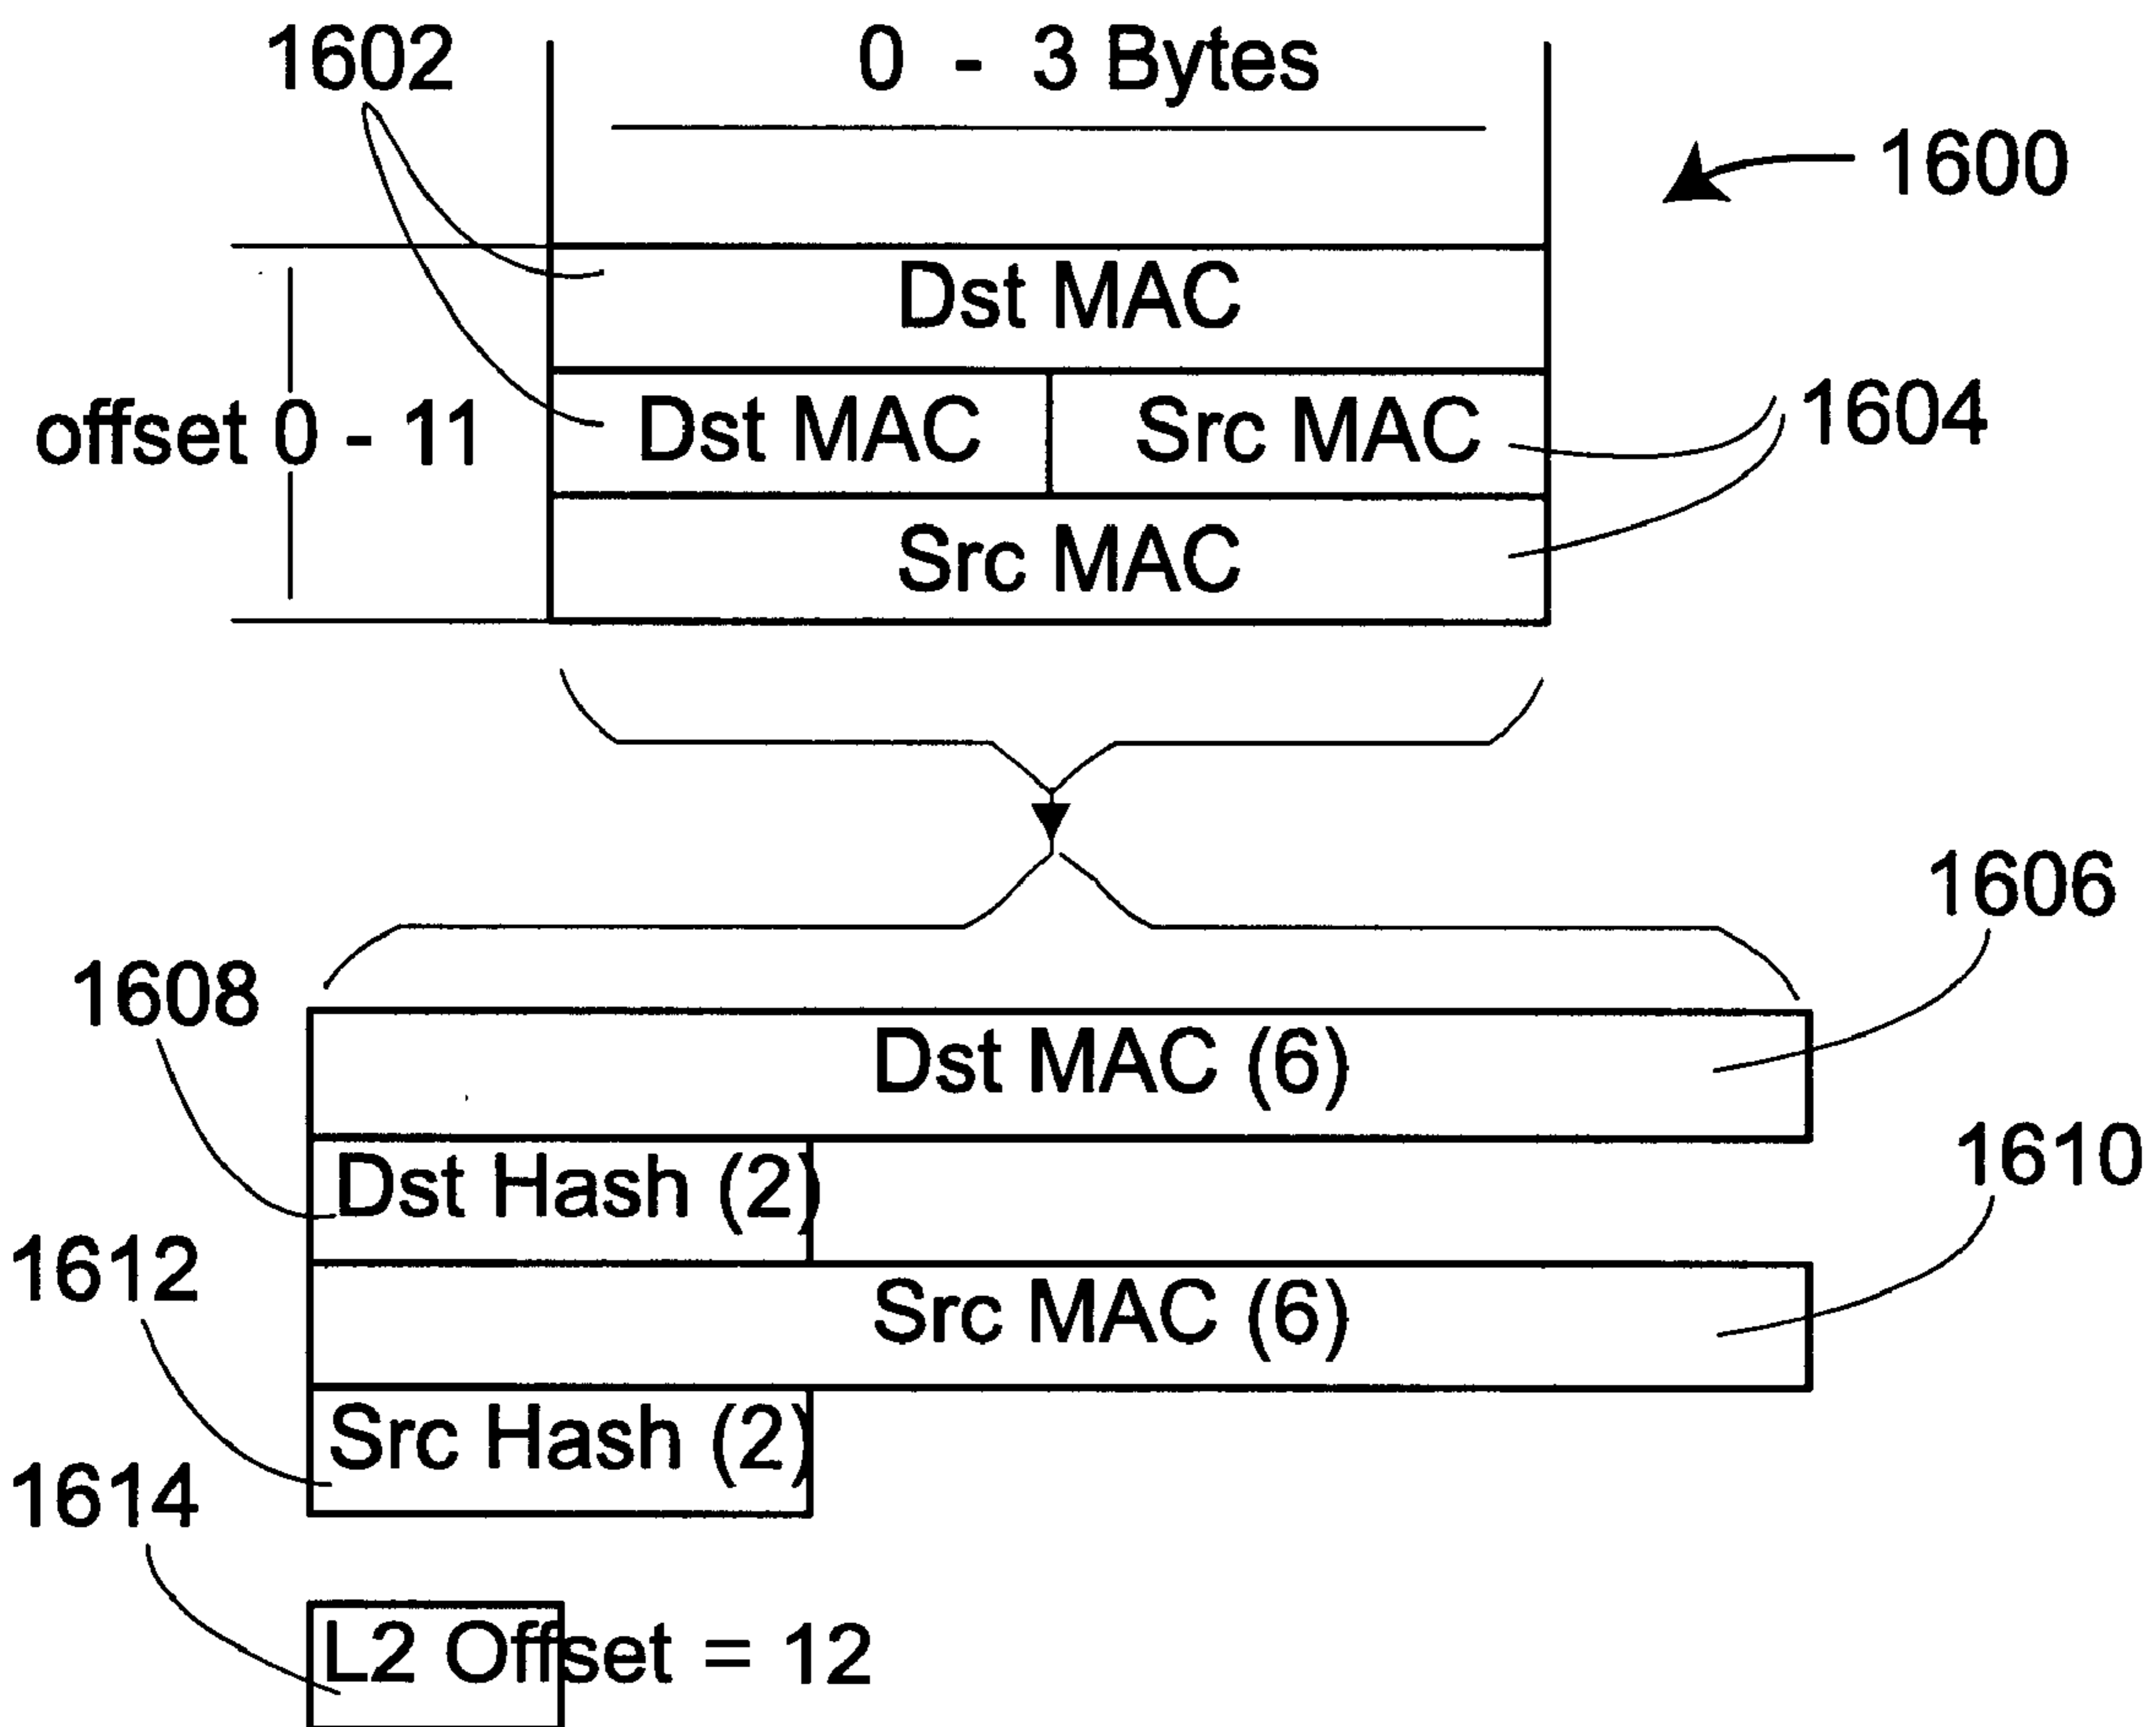 1602
0 - 3 Bytes
1600
Dst MAC
offset 0 - 11
Dst MAC
Src MAC
1604
Src MAC
1606
1608
Dst MAC (6)
1610
Dst Hash (2)
1612
Src MAC (6)
Src Hash (2)
1614
L2 Offset = 12